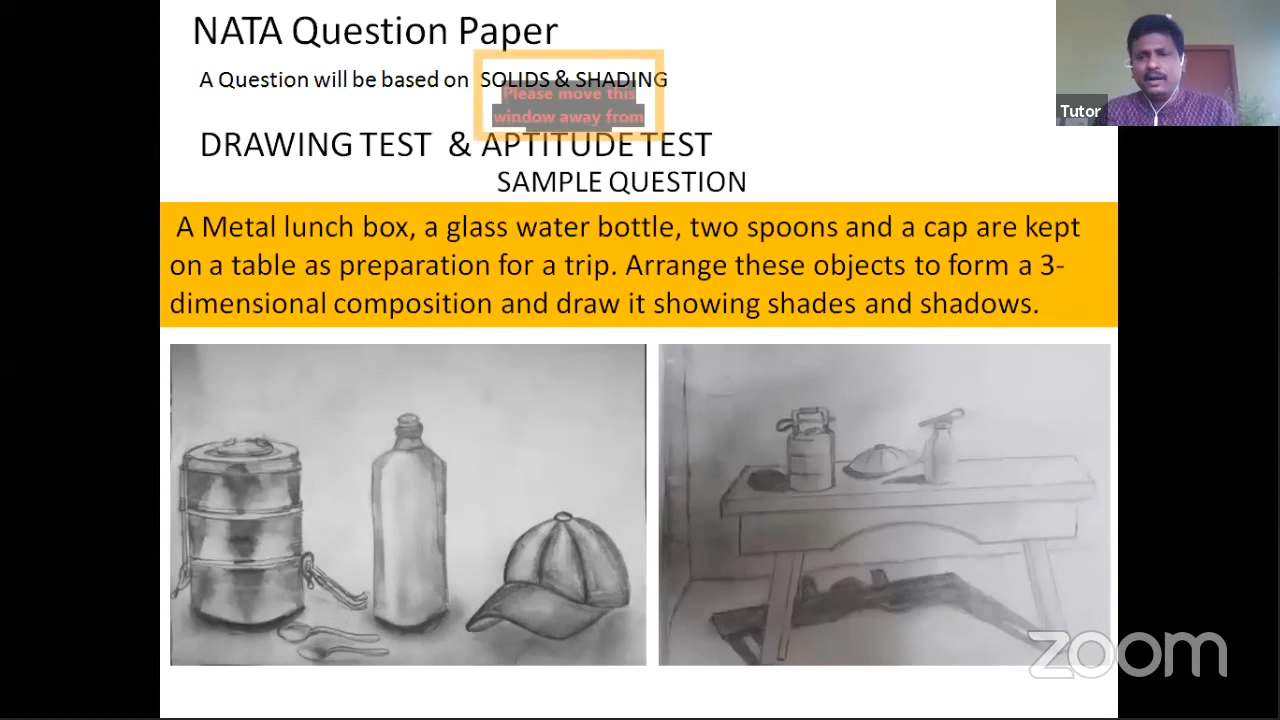 NATA Question Paper
A Question will be based on SOLIDS & SHADING
Please move this
window away from
DRAWING TEST & APTITUDE TEST
SAMPLE QUESTION
A Metal lunch box, a glass water bottle, two spoons and a cap are kept
on a table as preparation for a trip. Arrange these objects to form a 3-
dimensional composition and draw it showing shades and shadows.
Tutor
zoom